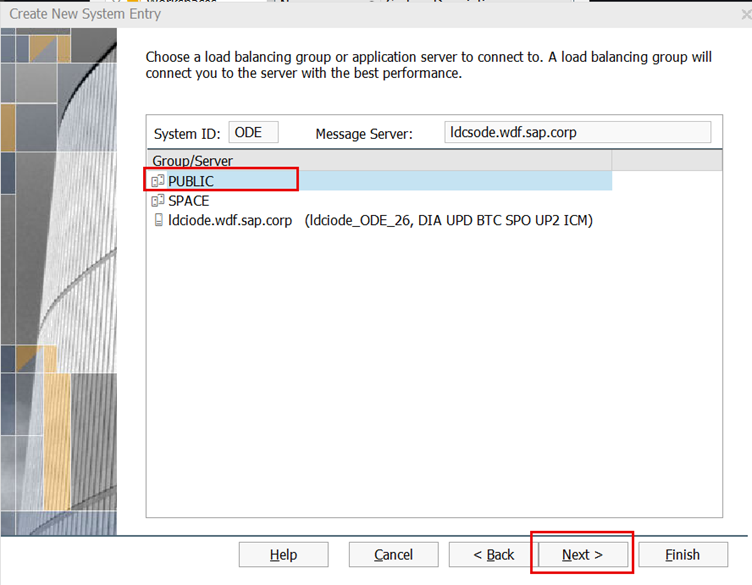 Create New System Entry
Choose a load balancing group or application server to connect to. A load balancing group will
connect you to the server with the best performance.
System ID: ODE Message Server: ldcsode.wdf.sap.corp
Group/Server
PUBLIC
SPACE
ldciode.wdf.sap.corp (ldciode_ODE_26, DIA UPD BTC SPO UP2 ICM)
Help Cancel < Back Next > Finish